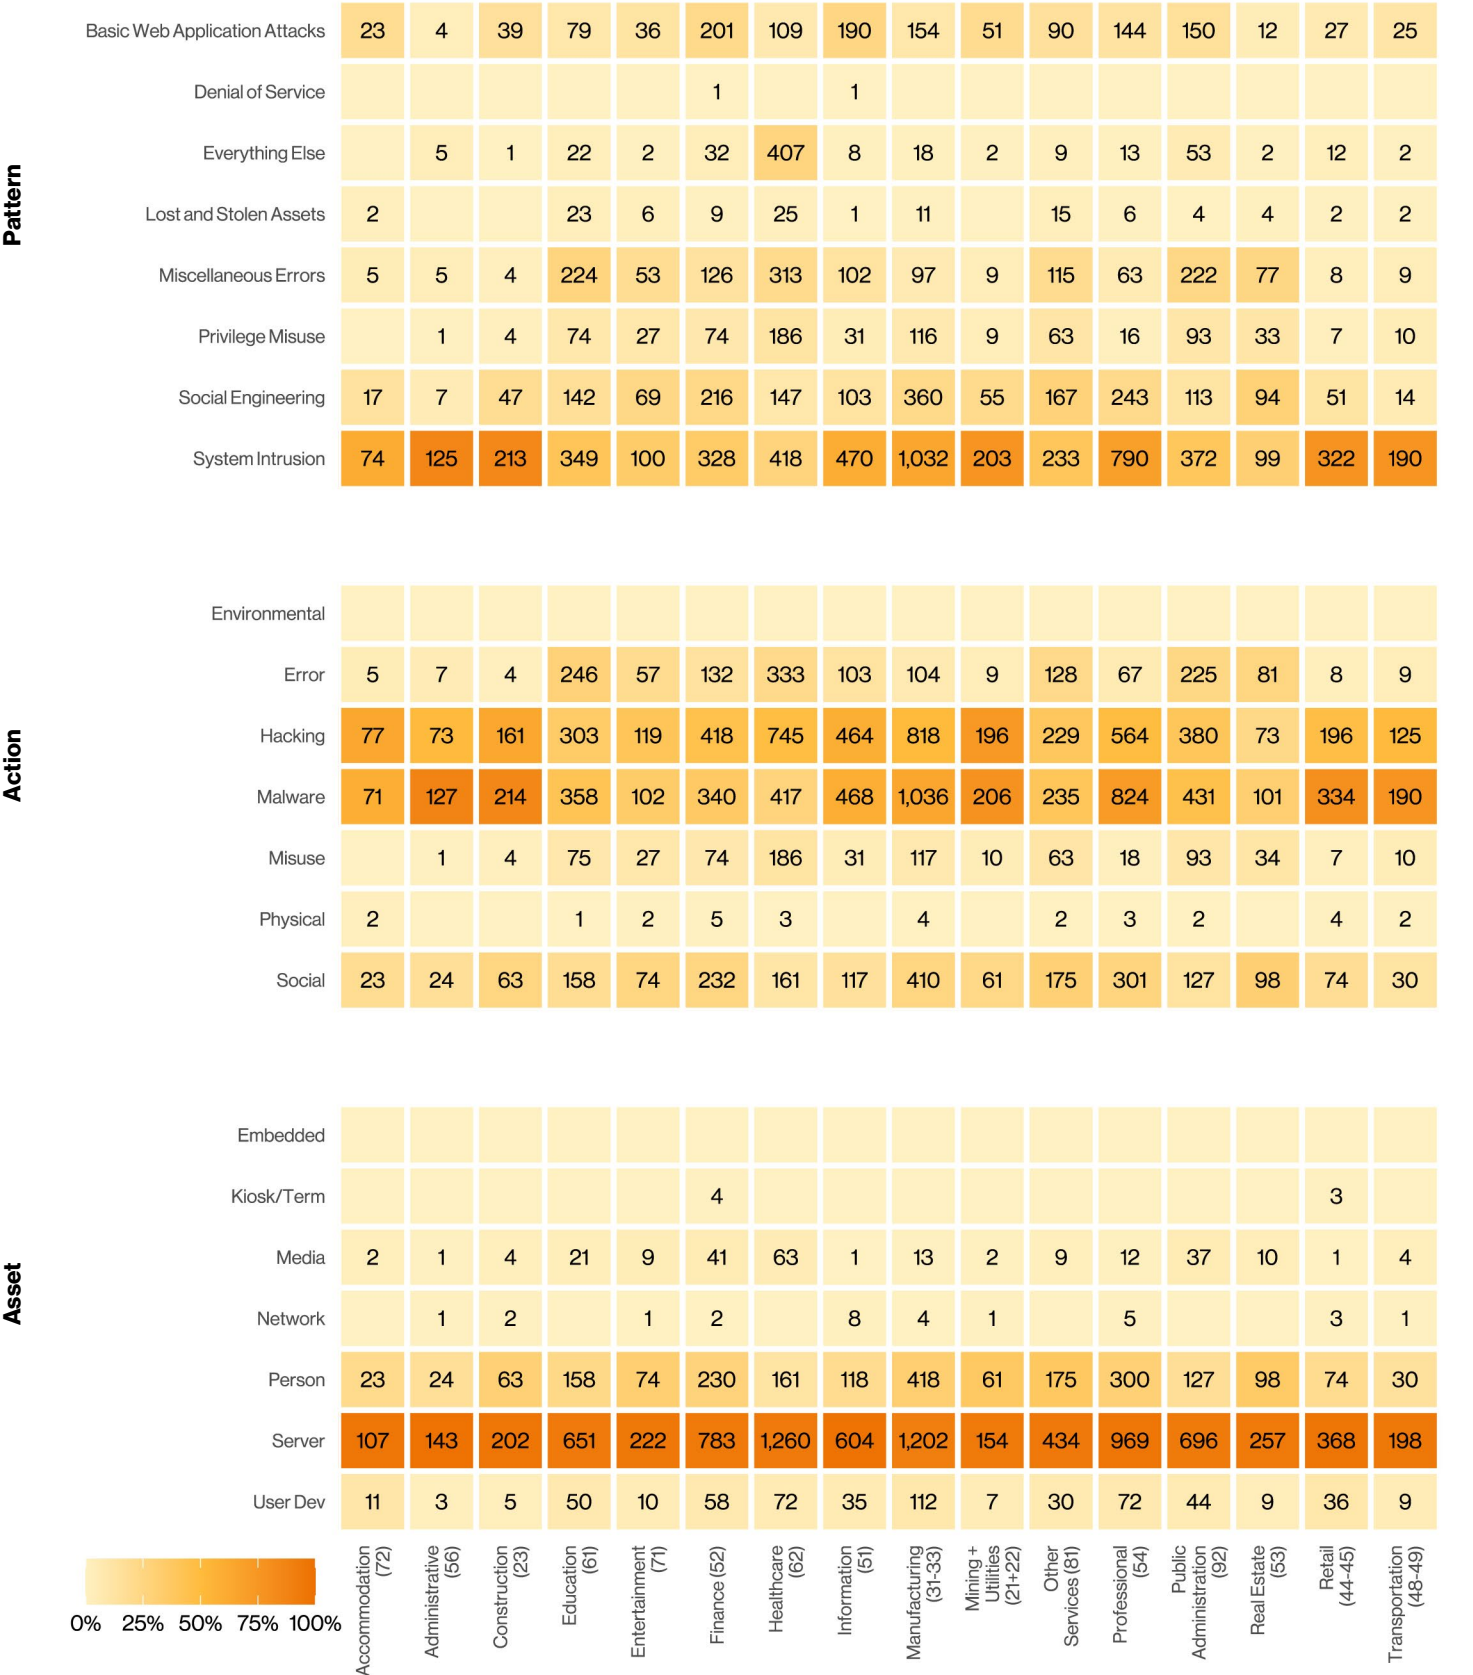 Pattern
Basic Web Application Attacks 23 4 39 79 36 201 109 190 154 51 90 144 150 12 27 25
Denial of Service 1 1
Everything Else 5 1 22 2 32 407 8 18 2 9 13 53 2 12 2
Lost and Stolen Assets 2 23 6 9 25 1 11 15 6 4 4 2 2
Miscellaneous Errors 5 5 4 224 53 126 313 102 97 9 115 63 222 77 8 9
Privilege Misuse 1 4 74 27 74 186 31 116 9 63 16 93 33 7 10
Social Engineering 17 7 47 142 69 216 147 103 360 55 167 243 113 94 51 14
System Intrusion 74 125 213 349 100 328 418 470 1,032 203 233 790 372 99 322 190
Action
Environmental
Error 5 7 4 246 57 132 333 103 104 9 128 67 225 81 8 9
Hacking 77 73 161 303 119 418 745 464 818 196 229 564 380 73 196 125
Malware 71 127 214 358 102 340 417 468 1,036 206 235 824 431 101 334 190
Misuse 1 4 75 27 74 186 31 117 10 63 18 93 34 7 10
Physical 2 1 2 5 3 4 2 3 2 4 2
Social 23 24 63 158 74 232 161 117 410 61 175 301 127 98 74 30
Asset
Embedded
Kiosk/Term 4 3
Media 2 1 4 21 9 41 63 1 13 2 9 12 37 10 1 4
Network 1 2 1 2 8 4 1 5 3 1
Person 23 24 63 158 74 230 161 118 418 61 175 300 127 98 74 30
Server 107 143 202 651 222 783 1,260 604 1,202 154 434 969 696 257 368 198
User Dev 11 3 5 50 10 58 72 35 112 7 30 72 44 9 36 9
0% 25% 50% 75% 100%
Accommodation
(72)
Administrative
(56)
Construction
(23)
Education
(61)
Entertainment
(71)
Finance (52)
Healthcare
(62)
Information
(51)
Manufacturing
(31-33)
Mining +
Utilities
(21+22)
Other
Services (81)
Professional
(54)
Public
Administration
(92)
Real Estate
(53)
Retail
(44-45)
Transportation
(48-49)